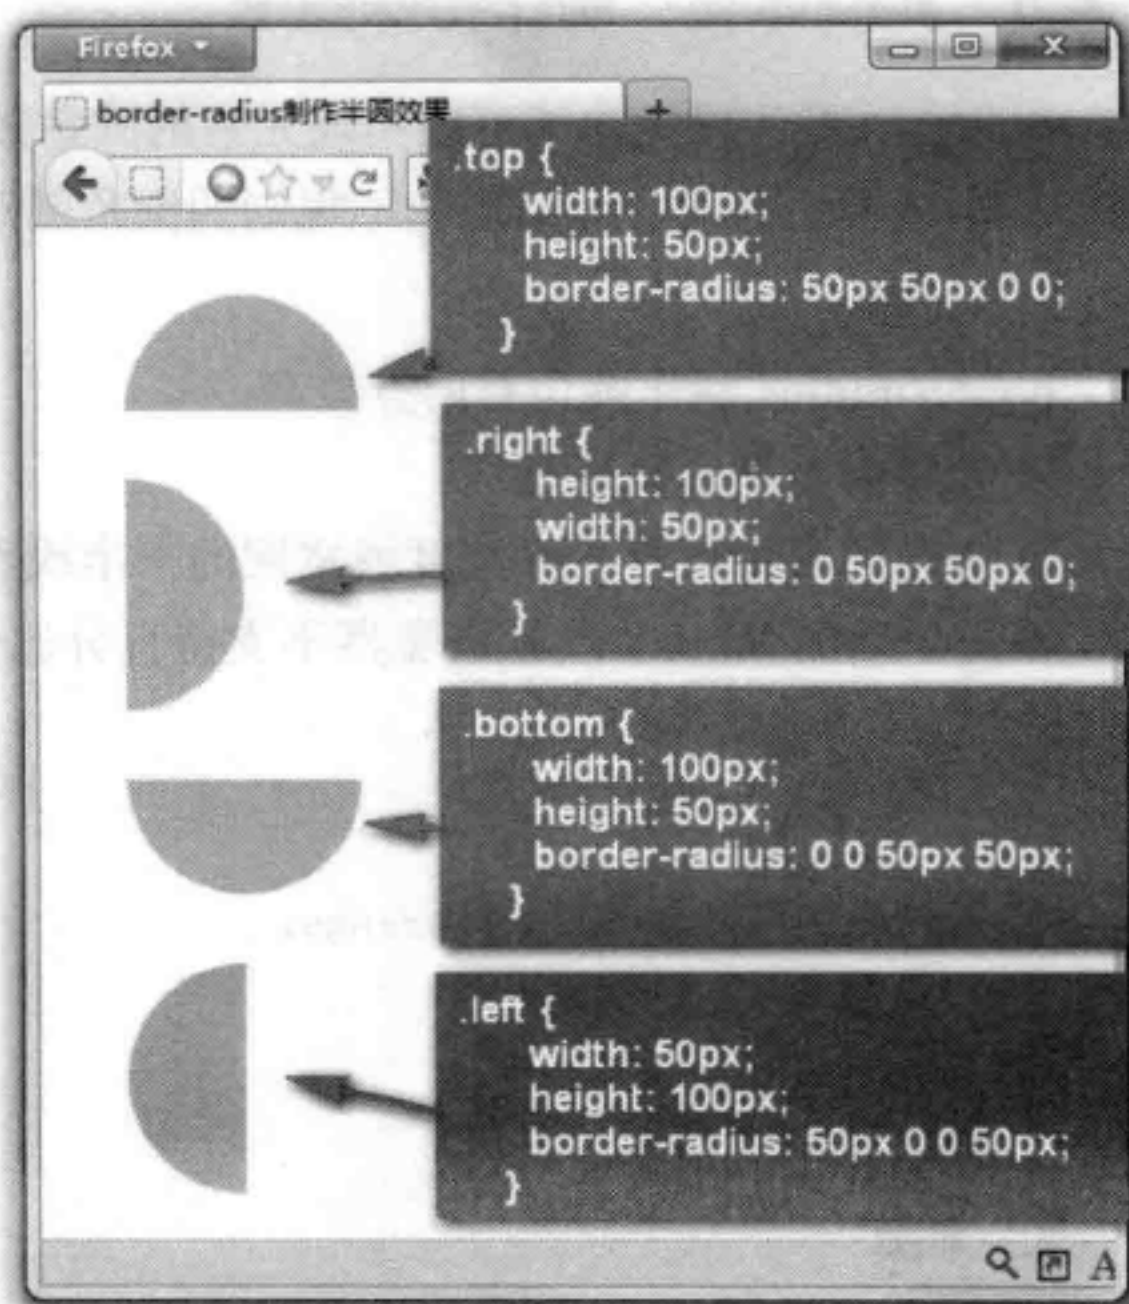 Firefox
border-radius制作半圆效果
.top {
width: 100px;
height: 50px;
border-radius: 50px 50px 0 0;
}
.right {
height: 100px;
width: 50px;
border-radius: 0 50px 50px 0;
}
.bottom {
width: 100px;
height: 50px;
border-radius: 0 0 50px 50px;
}
.left {
width: 50px;
height: 100px;
border-radius: 50px 0 0 50px;
}